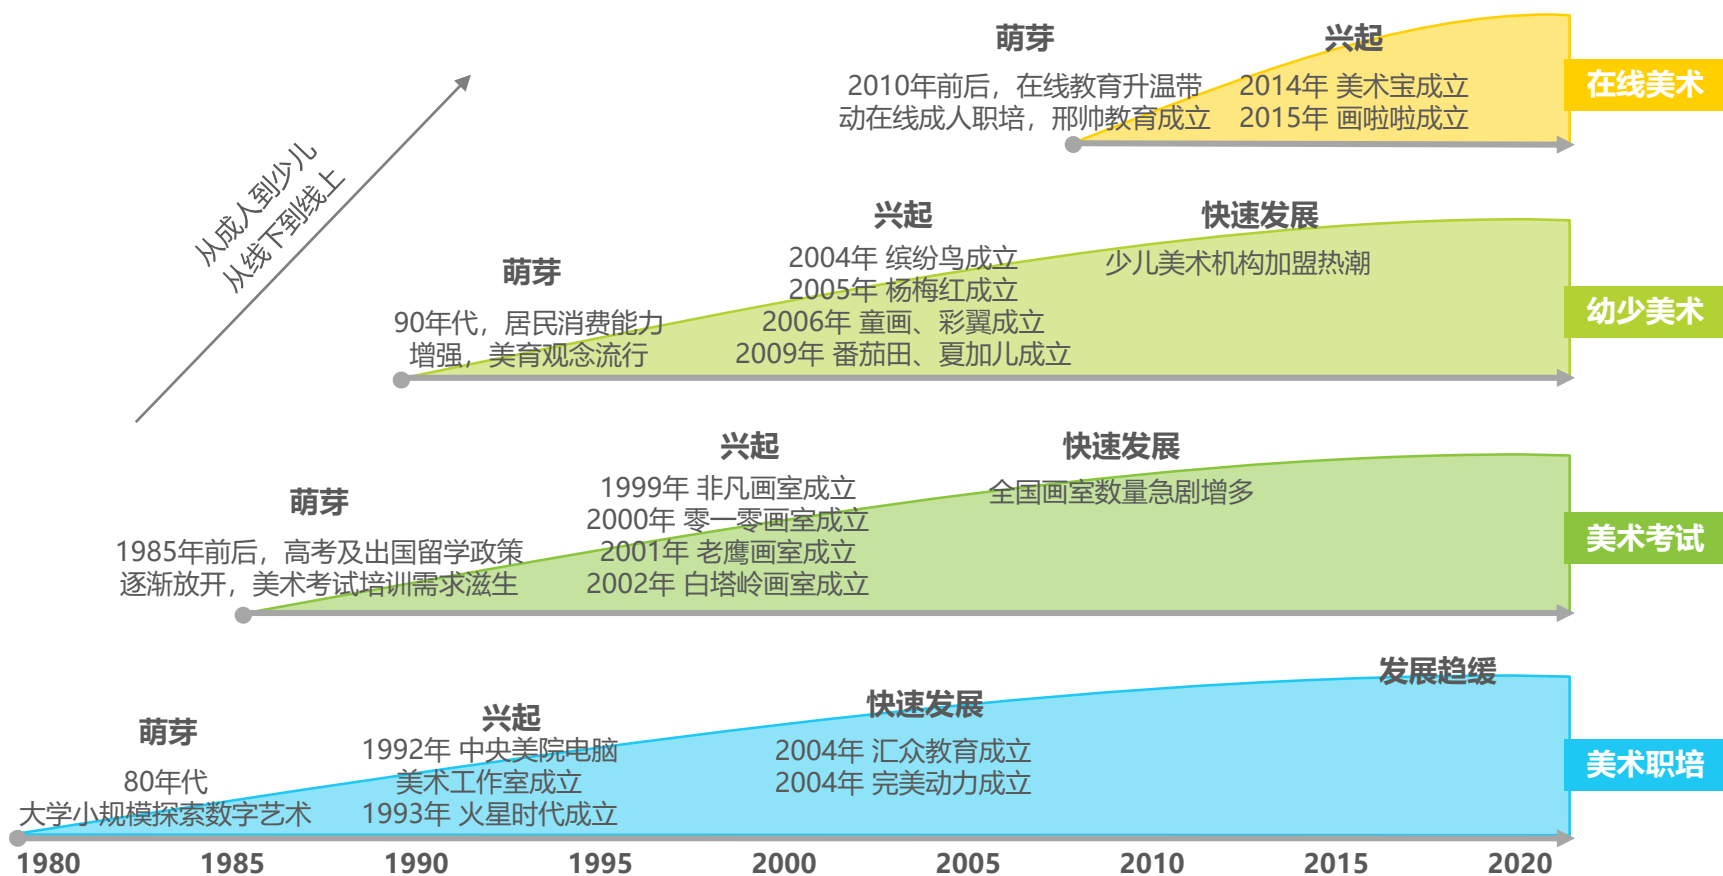 萌芽
兴起
2010年前后，在线教育升温带
动在线成人职培，邢帅教育成立
2014年 美术宝成立
2015年 画啦啦成立
在线美术
从成人到少儿
从线下到线上
萌芽
90年代，居民消费能力
增强，美育观念流行
兴起
2004年 缤纷鸟成立
2005年 杨梅红成立
2006年 童画、彩翼成立
2009年 番茄田、夏加儿成立
快速发展
少儿美术机构加盟热潮
幼少美术
萌芽
1985年前后，高考及出国留学政策
逐渐放开，美术考试培训需求滋生
兴起
1999年 非凡画室成立
2000年 零一零画室成立
2001年 老鹰画室成立
2002年 白塔岭画室成立
快速发展
全国画室数量急剧增多
美术考试
萌芽
80年代
大学小规模探索数字艺术
兴起
1992年 中央美院电脑
美术工作室成立
1993年 火星时代成立
快速发展
2004年 汇众教育成立
2004年 完美动力成立
发展趋缓
美术职培
1980 1985 1990 1995 2000 2005 2010 2015 2020